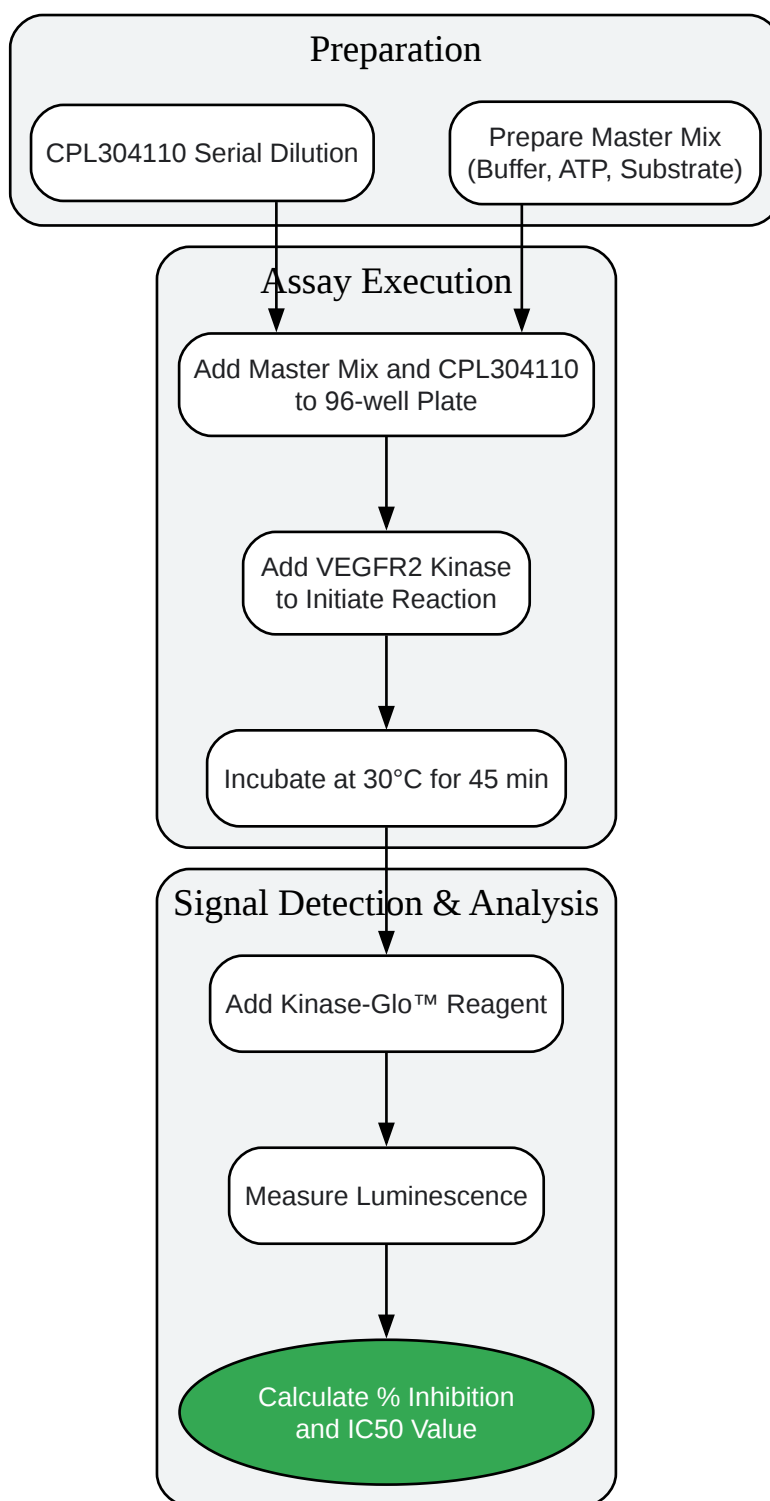 Preparation
CPL304110 Serial Dilution
Prepare Master Mix
(Buffer, ATP, Substrate)
Assay Execution
Add Master Mix and CPL304110
to 96-well Plate
Add VEGFR2 Kinase
to Initiate Reaction
Incubate at 30°C for 45 min
Signal Detection & Analysis
Add Kinase-Glo™ Reagent
Measure Luminescence
Calculate % Inhibition
and IC50 Value